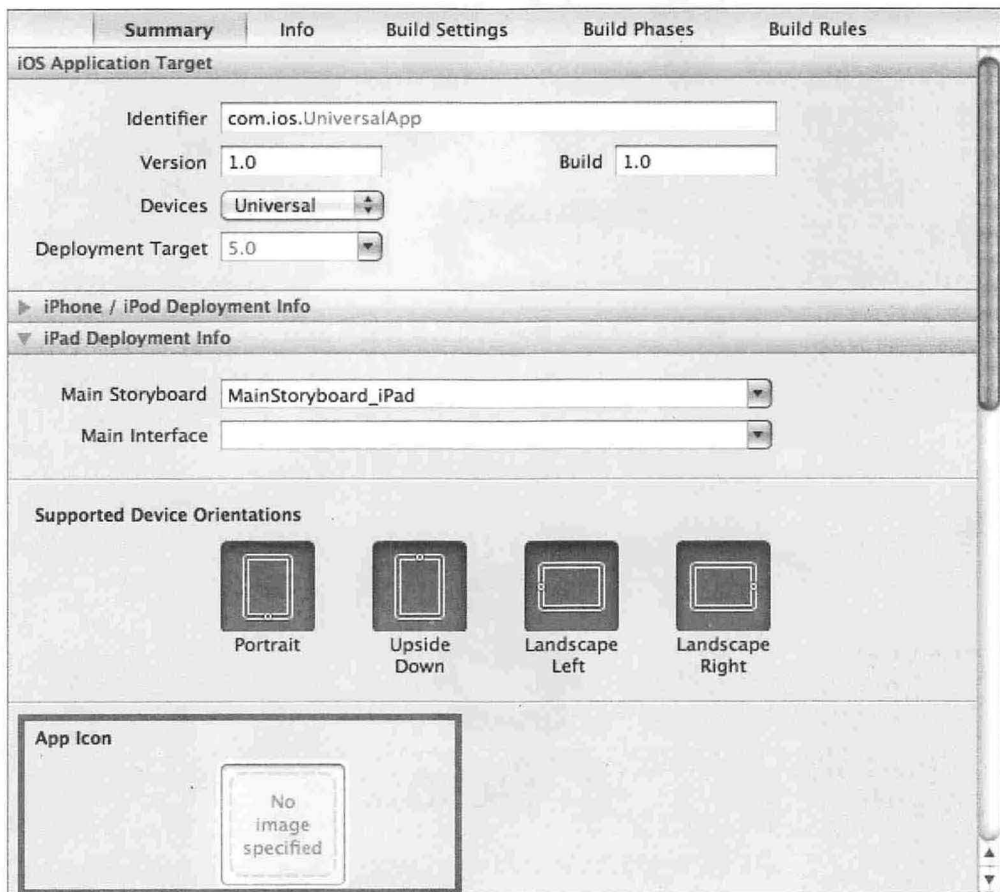 Summary Info Build Settings Build Phases Build Rules
iOS Application Target
Identifier com.ios.UniversalApp
Version 1.0 Build 1.0
Devices Universal
Deployment Target 5.0
iPhone / iPod Deployment Info
iPad Deployment Info
Main Storyboard MainStoryboard_iPad
Main Interface
Supported Device Orientations
Portrait Upside Landscape Landscape
Down Left Right
App Icon
No
image
specified